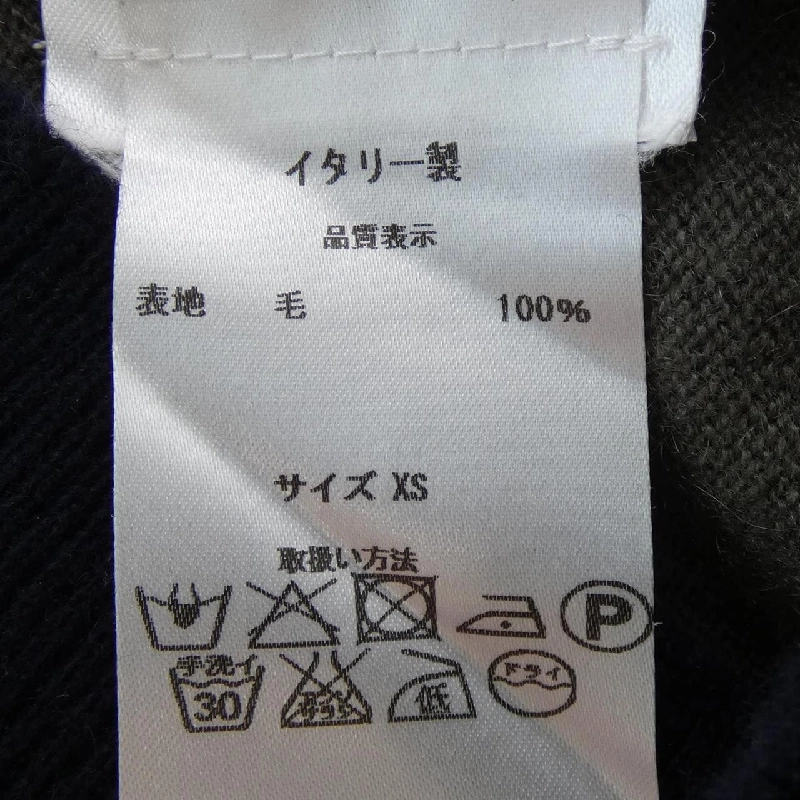 イタリー製
品質表示
表地 毛 100%
サイズ XS
取扱い方法
P
手洗イ
30 低 ドライ